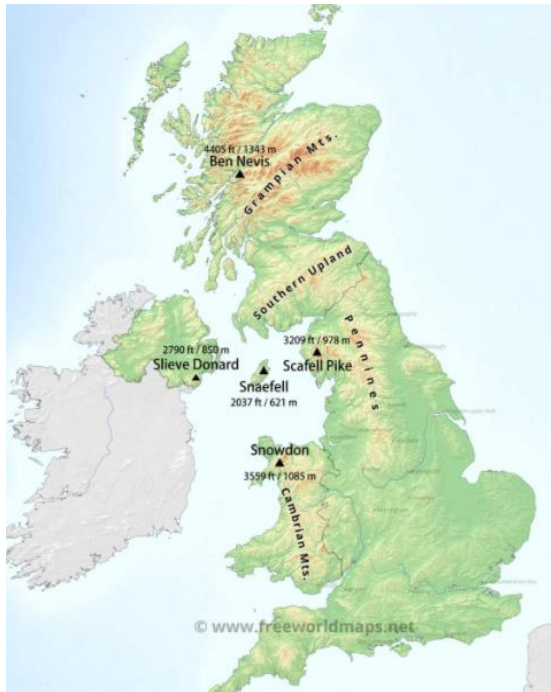 4405 ft / 1343 m
Ben Nevis
Grampian Mts.
Southern Upland
2790 ft / 850 m
Slieve Donard
3209 ft / 978 m
Scafell Pike
Pennines
Snaefell
2037 ft / 621 m
Snowdon
3559 ft / 1085 m
Cambrian Mts.
© www.freeworldmaps.net